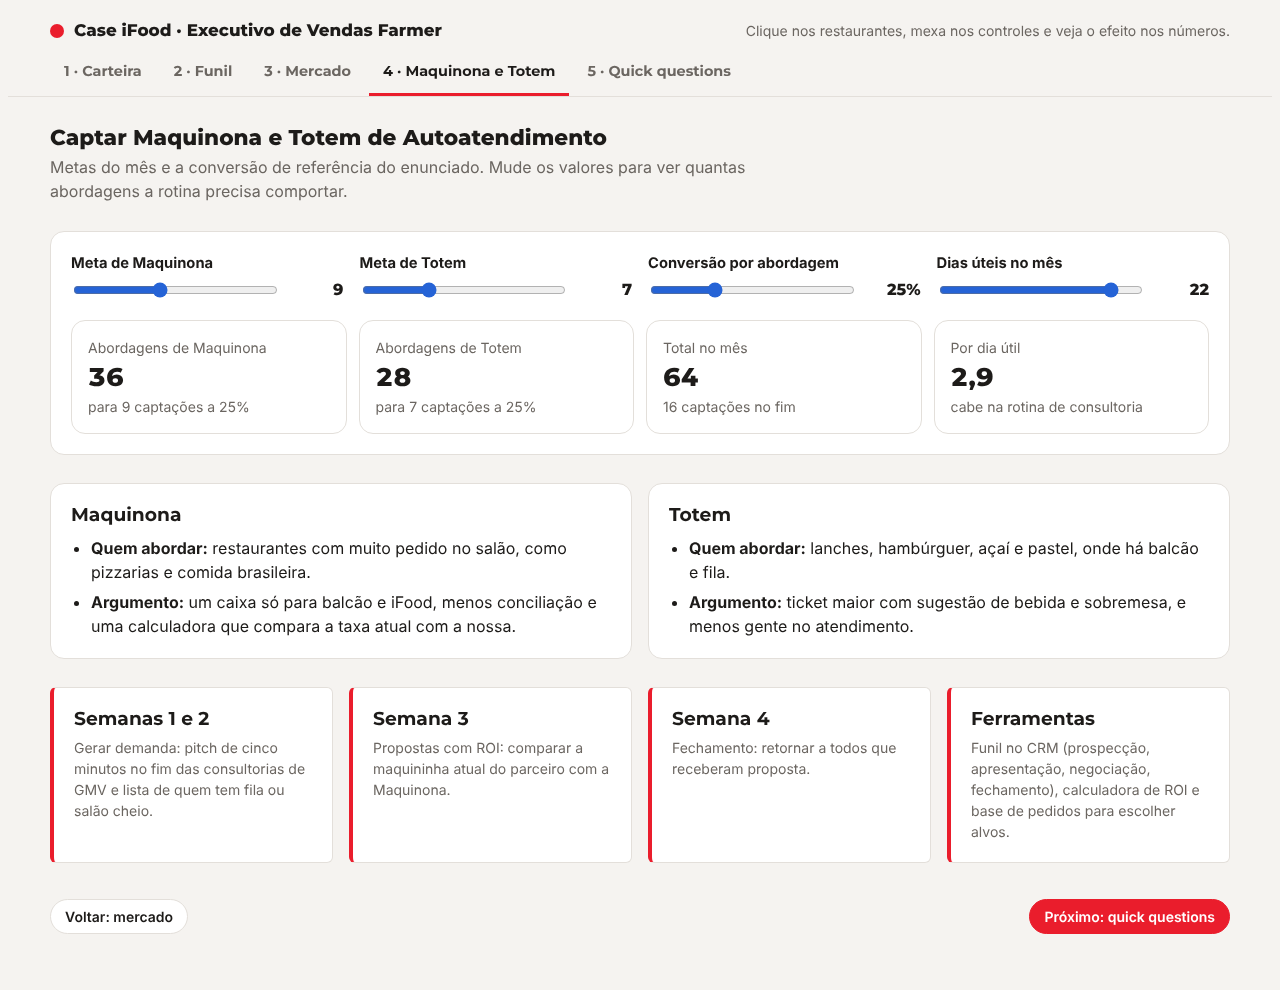 Case iFood · Executivo de Vendas Farmer
Clique nos restaurantes, mexa nos controles e veja o efeito nos números.
1 · Carteira
2 · Funil
3 · Mercado
4 · Maquinona e Totem
5 · Quick questions
Captar Maquinona e Totem de Autoatendimento
Metas do mês e a conversão de referência do enunciado. Mude os valores para ver quantas
abordagens a rotina precisa comportar.
Meta de Maquinona
9
Meta de Totem
7
Conversão por abordagem
25%
Dias úteis no mês
22
Abordagens de Maquinona
36
para 9 captações a 25%
Abordagens de Totem
28
para 7 captações a 25%
Total no mês
64
16 captações no fim
Por dia útil
2,9
cabe na rotina de consultoria
Maquinona
• Quem abordar: restaurantes com muito pedido no salão, como
pizzarias e comida brasileira.
• Argumento: um caixa só para balcão e iFood, menos conciliação e
uma calculadora que compara a taxa atual com a nossa.
Totem
• Quem abordar: lanches, hambúrguer, açaí e pastel, onde há balcão
e fila.
• Argumento: ticket maior com sugestão de bebida e sobremesa, e
menos gente no atendimento.
Semanas 1 e 2
Gerar demanda: pitch de cinco
minutos no fim das consultorias de
GMV e lista de quem tem fila ou
salão cheio.
Semana 3
Propostas com ROI: comparar a
maquininha atual do parceiro com a
Maquinona.
Semana 4
Fechamento: retornar a todos que
receberam proposta.
Ferramentas
Funil no CRM (prospecção,
apresentação, negociação,
fechamento), calculadora de ROI e
base de pedidos para escolher
alvos.
Voltar: mercado
Próximo: quick questions